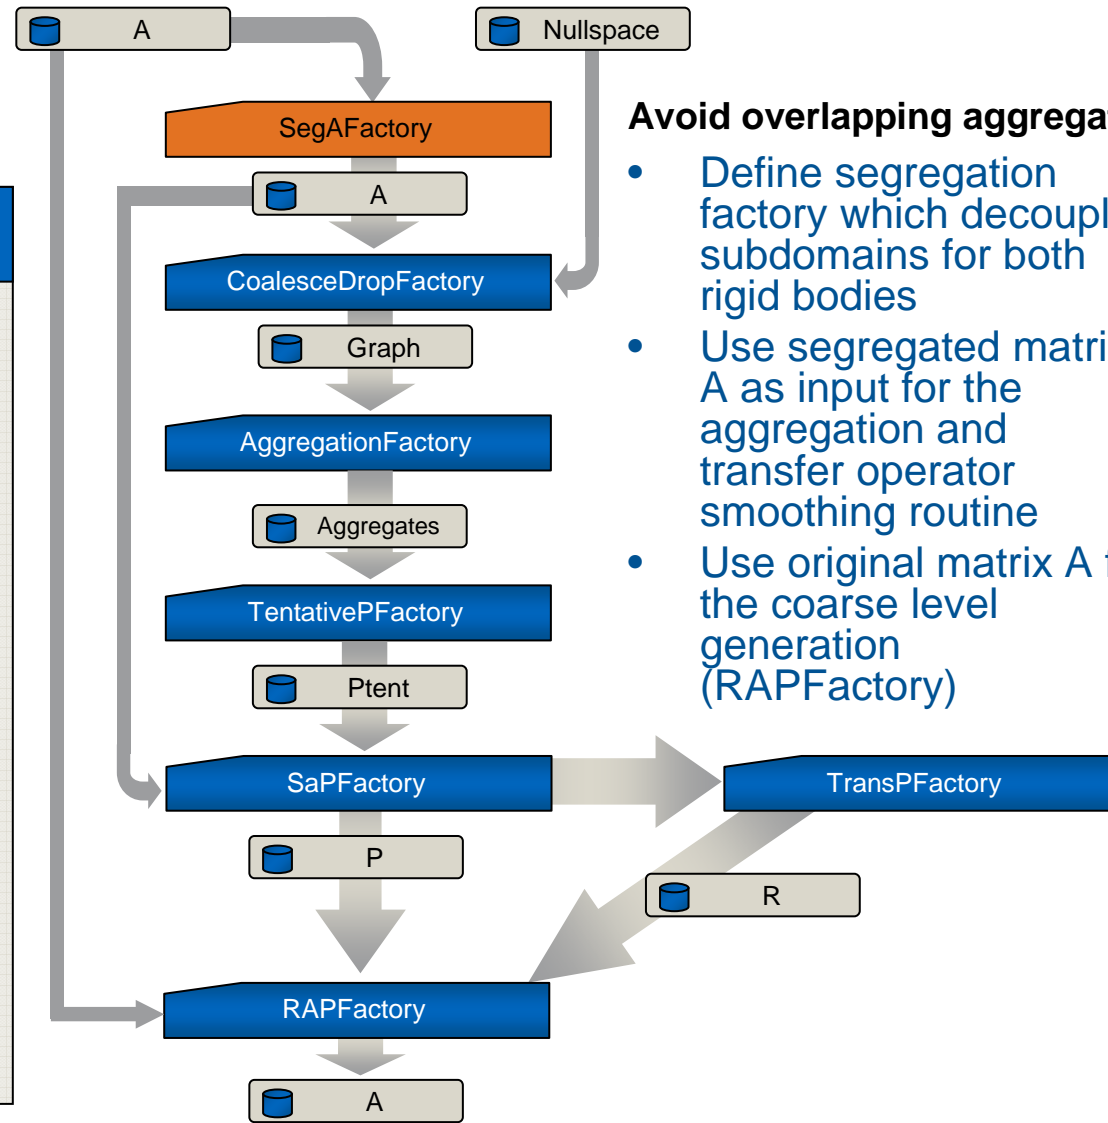 A
Nullspace
SegAFactory
A
CoalesceDropFactory
Graph
AggregationFactory
Aggregates
TentativePFactory
Ptent
SaPFactory
TransPFactory
P
R
RAPFactory
A
Avoid overlapping aggregat
• Define segregation
factory which decoupl
subdomains for both
rigid bodies
• Use segregated matri
A as input for the
aggregation and
transfer operator
smoothing routine
• Use original matrix A
the coarse level
generation
(RAPFactory)